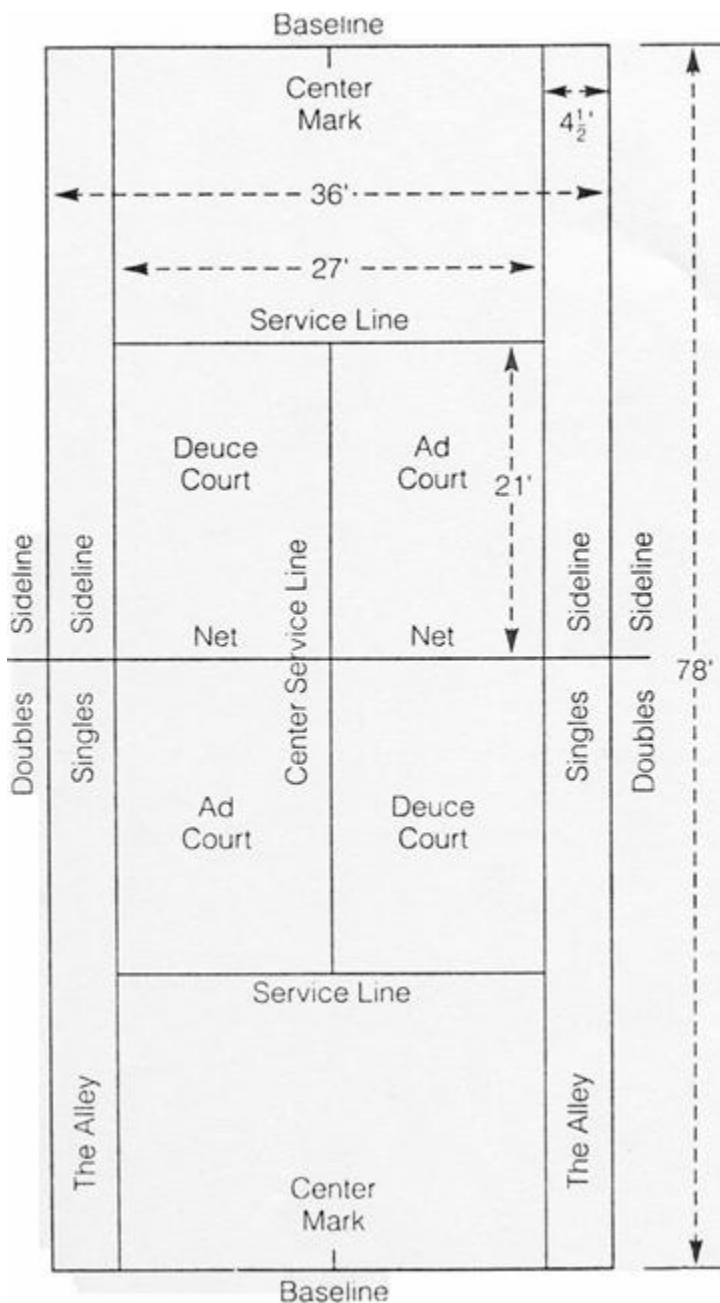 Baseline
Center
Mark
4½'
36'
27'
Service Line
Deuce
Court
Ad
Court
21'
Doubles Sideline
Singles Sideline
Net
Center Service Line
Net
Singles Sideline
Doubles Sideline
78'
Ad
Court
Deuce
Court
Service Line
The Alley
The Alley
Center
Mark
Baseline